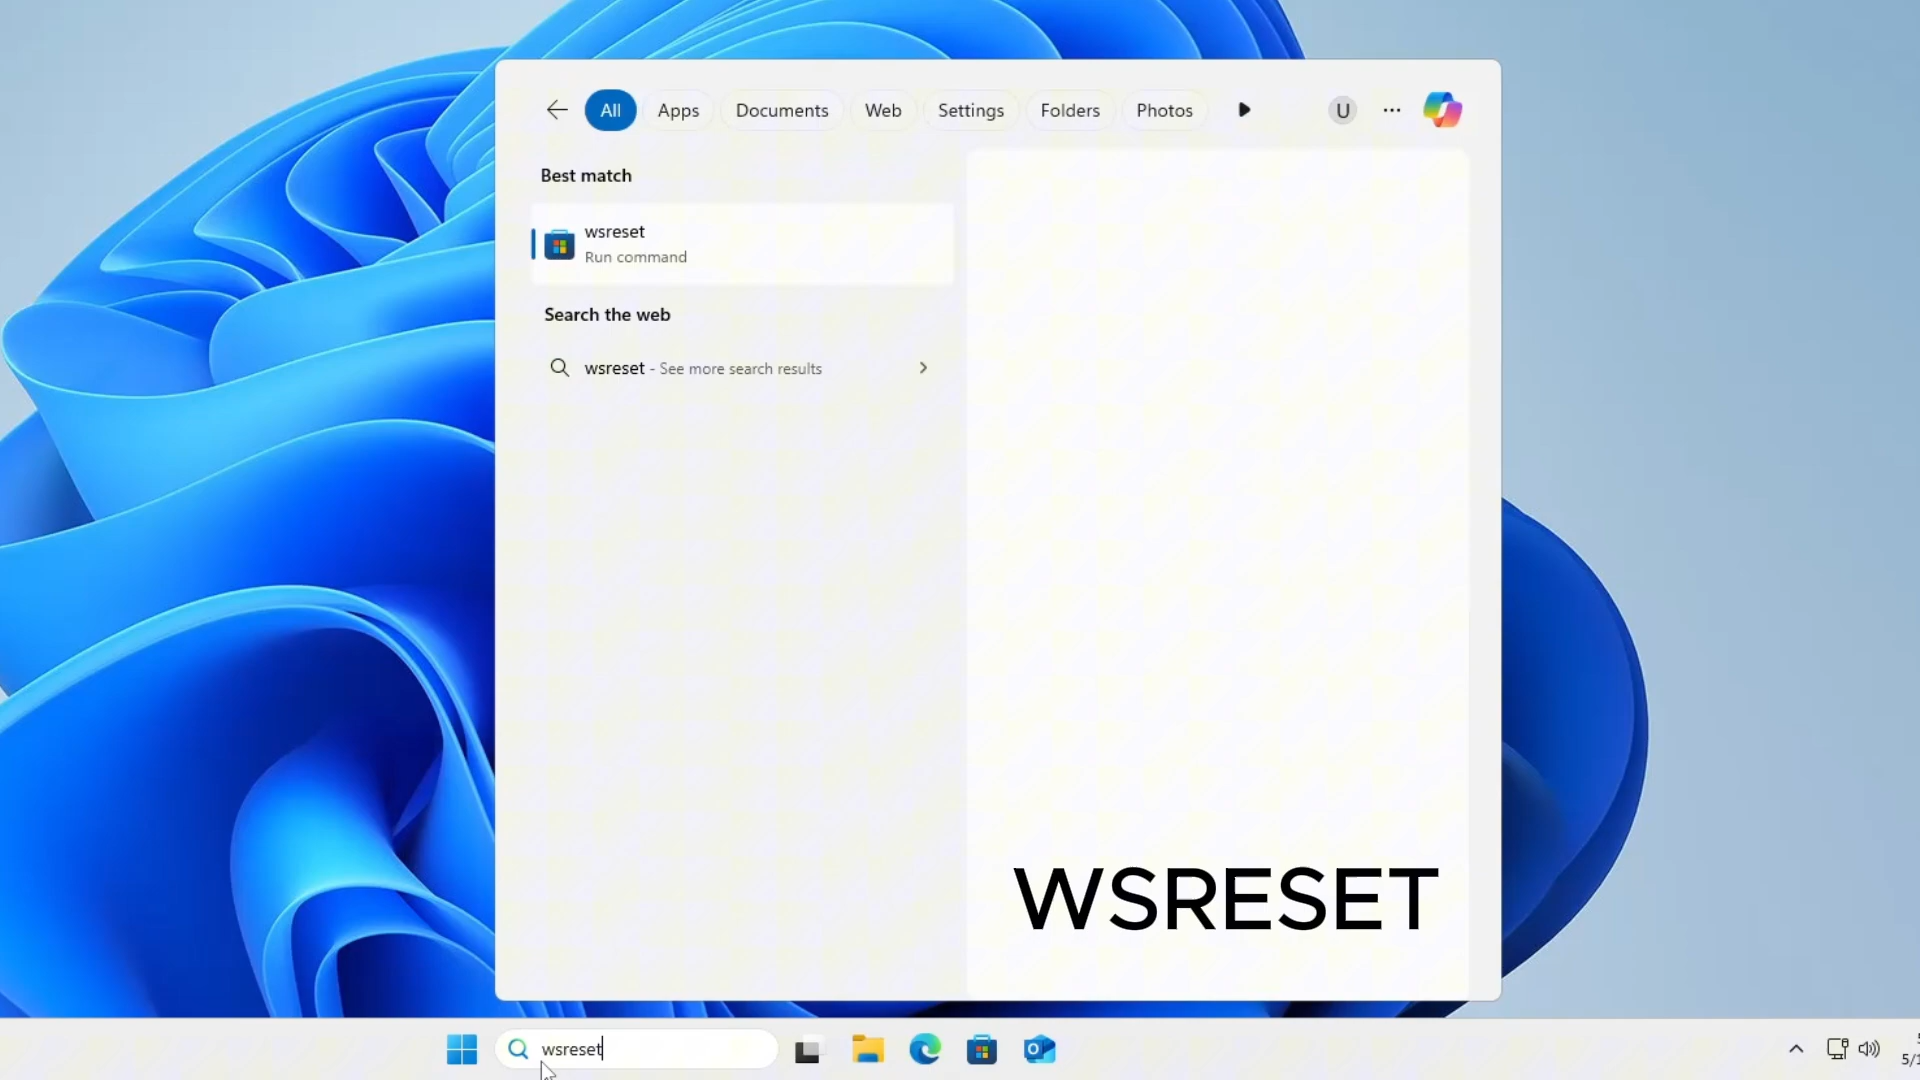 All Apps Documents Web Settings Folders Photos U
Best match
wsreset
Run command
Search the web
wsreset - See more search results
WSRESET
wsreset